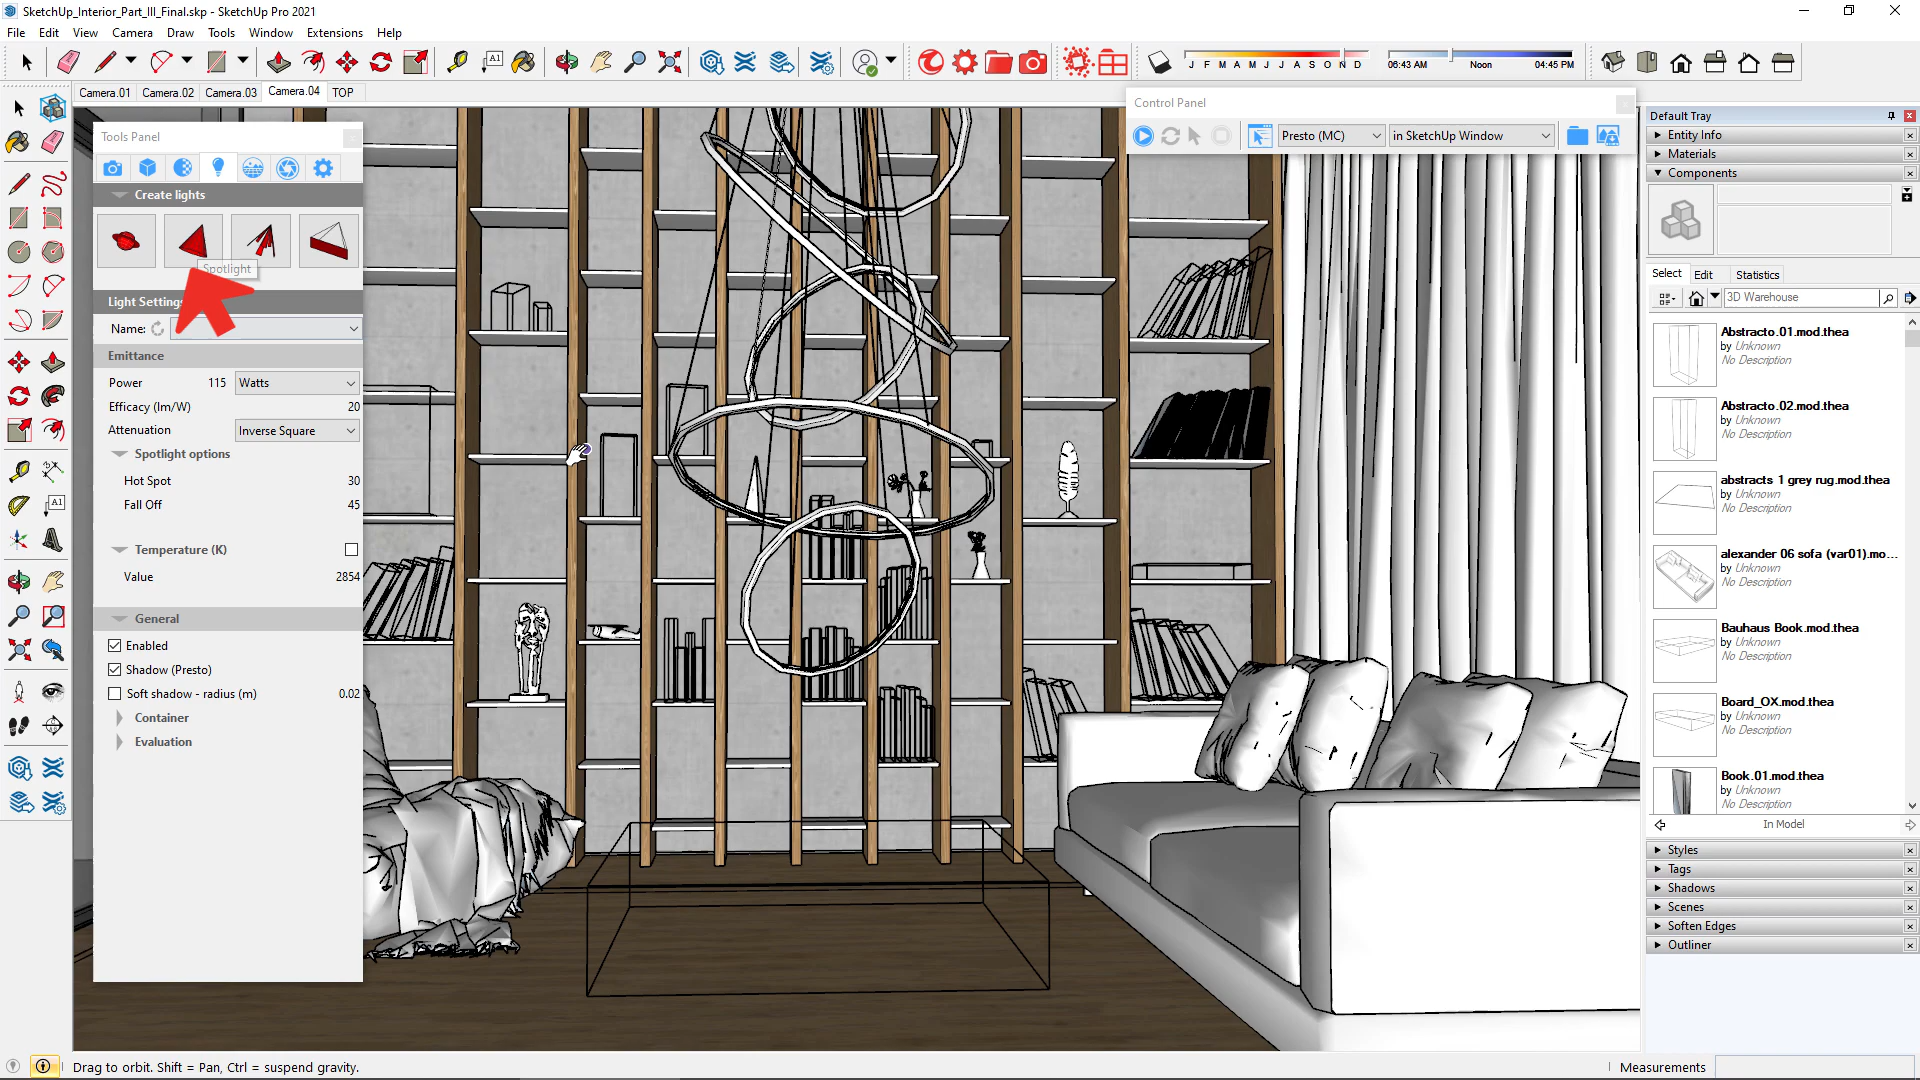 SketchUp_Interior_Part_III_Final.skp - SketchUp Pro 2021
File Edit View Camera Draw Tools Window Extensions Help
A1
J F M A M J J A S O N D
06:43 AM Noon 04:45 PM
Camera.01 Camera.02 Camera.03 Camera.04 TOP
Tools Panel
Create lights
Spotlight
Light Settings
Name:
Emittance
Power 115 Watts
Efficacy (lm/W) 20
Attenuation Inverse Square
Spotlight options
Hot Spot 30
Fall Off 45
Temperature (K)
Value 2854
General
Enabled
Shadow (Presto)
Soft shadow - radius (m) 0.02
Container
Evaluation
A1
Control Panel
Presto (MC) in SketchUp Window
Default Tray
Entity Info
Materials
Components
Select Edit Statistics
3D Warehouse
Abstracto.01.mod.thea
by Unknown
No Description
Abstracto.02.mod.thea
by Unknown
No Description
abstracts 1 grey rug.mod.thea
by Unknown
No Description
alexander 06 sofa (var01).mo...
by Unknown
No Description
Bauhaus Book.mod.thea
by Unknown
No Description
Board_OX.mod.thea
by Unknown
No Description
Book.01.mod.thea
by Unknown
No Description
In Model
Styles
Tags
Shadows
Scenes
Soften Edges
Outliner
Drag to orbit. Shift = Pan, Ctrl = suspend gravity.
Measurements